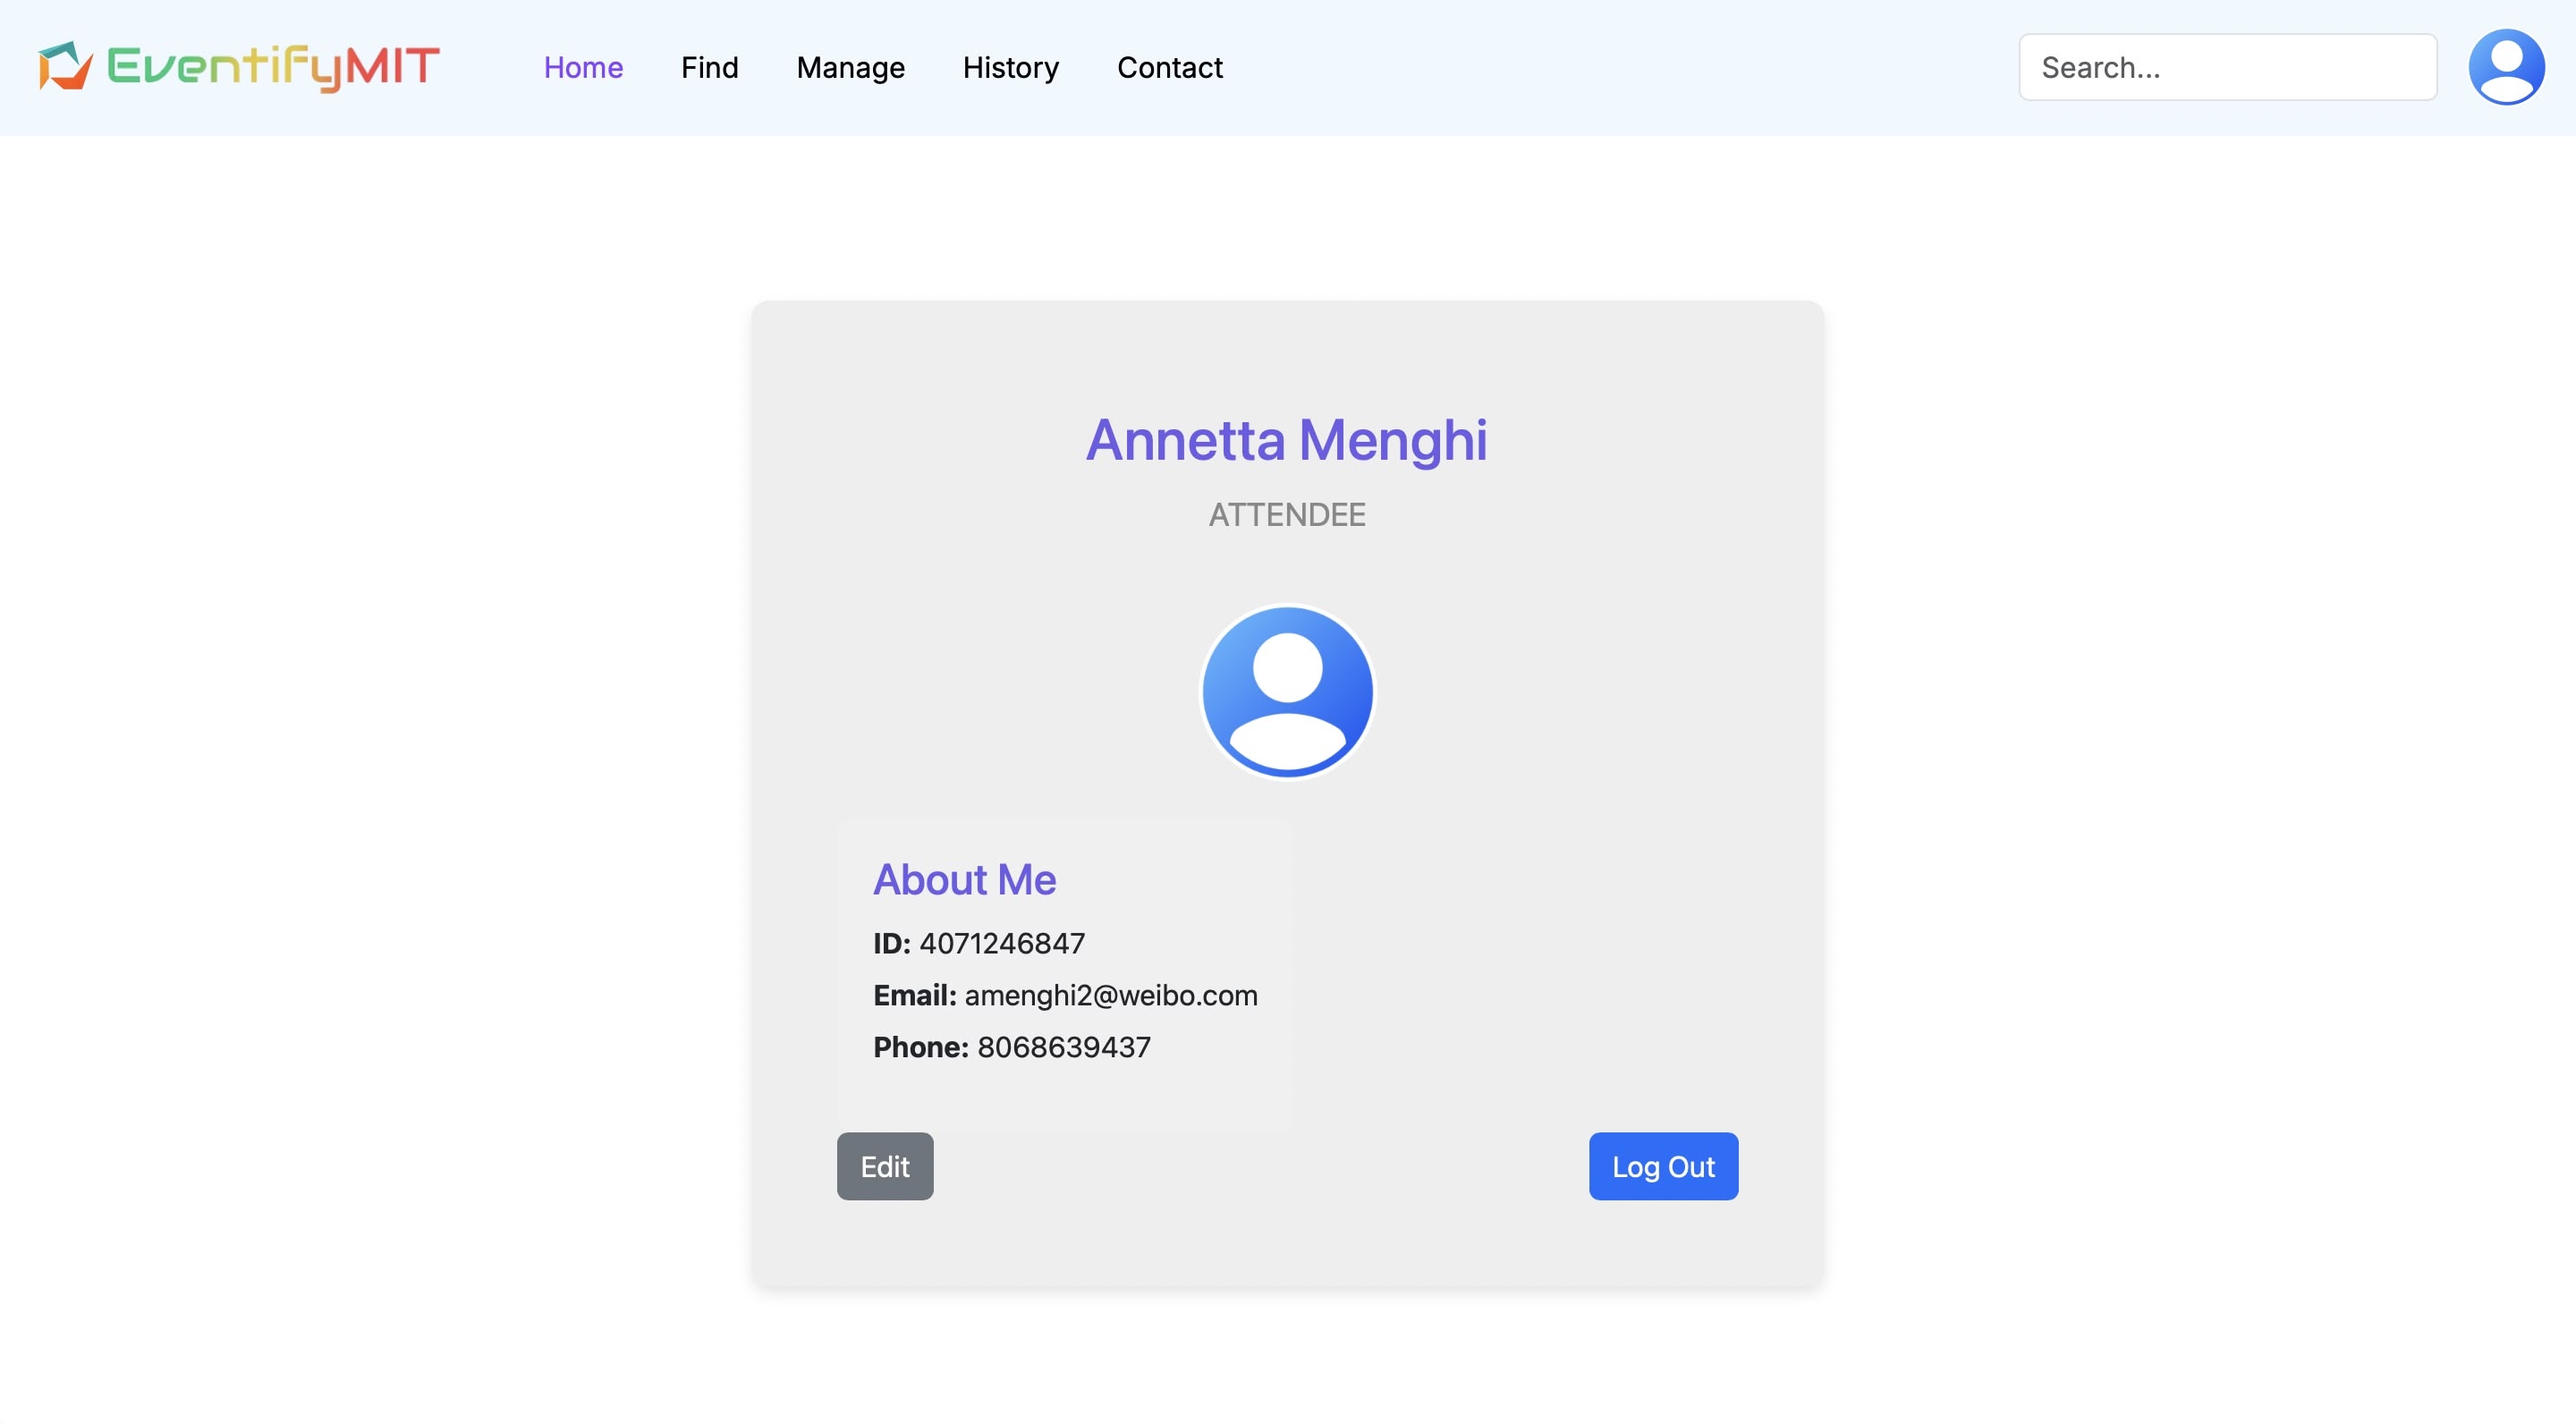 EventifyMIT
Home Find Manage History Contact Search...
Annetta Menghi
ATTENDEE
About Me
ID: 4071246847
Email: amenghi2@weibo.com
Phone: 8068639437
Edit Log Out